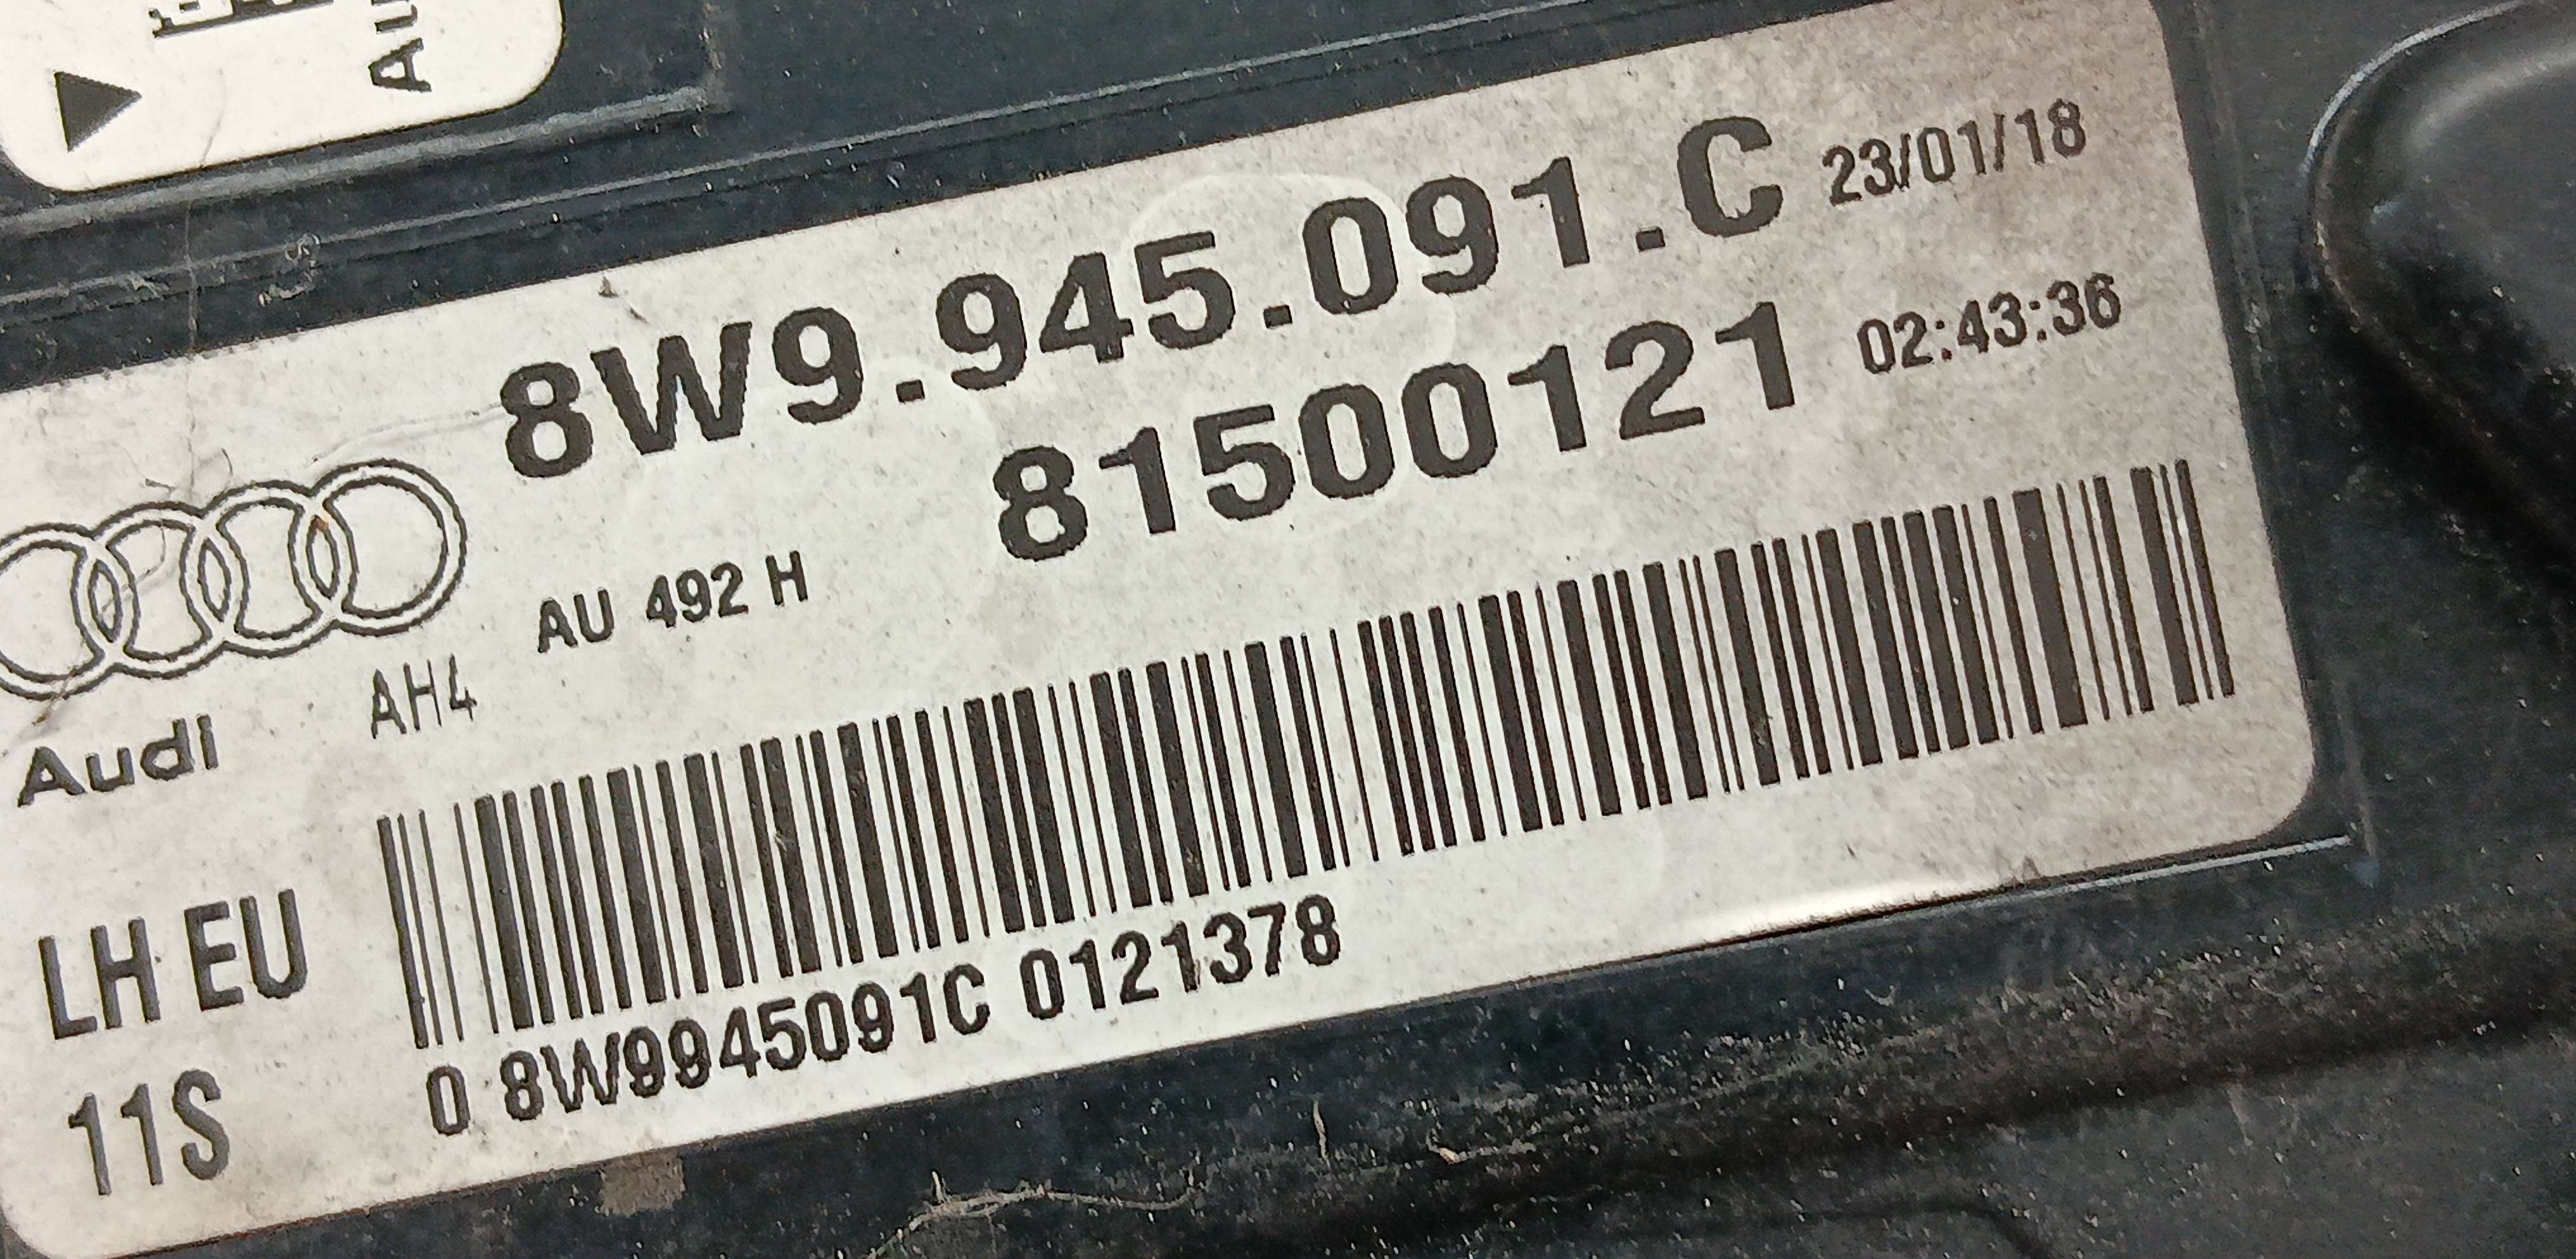 Au
8W9.945.091.C 23/01/18
81500121 02:43:36
AU 492 H
AH4
Audi
LH EU
11S
0 8W9945091C 0121378